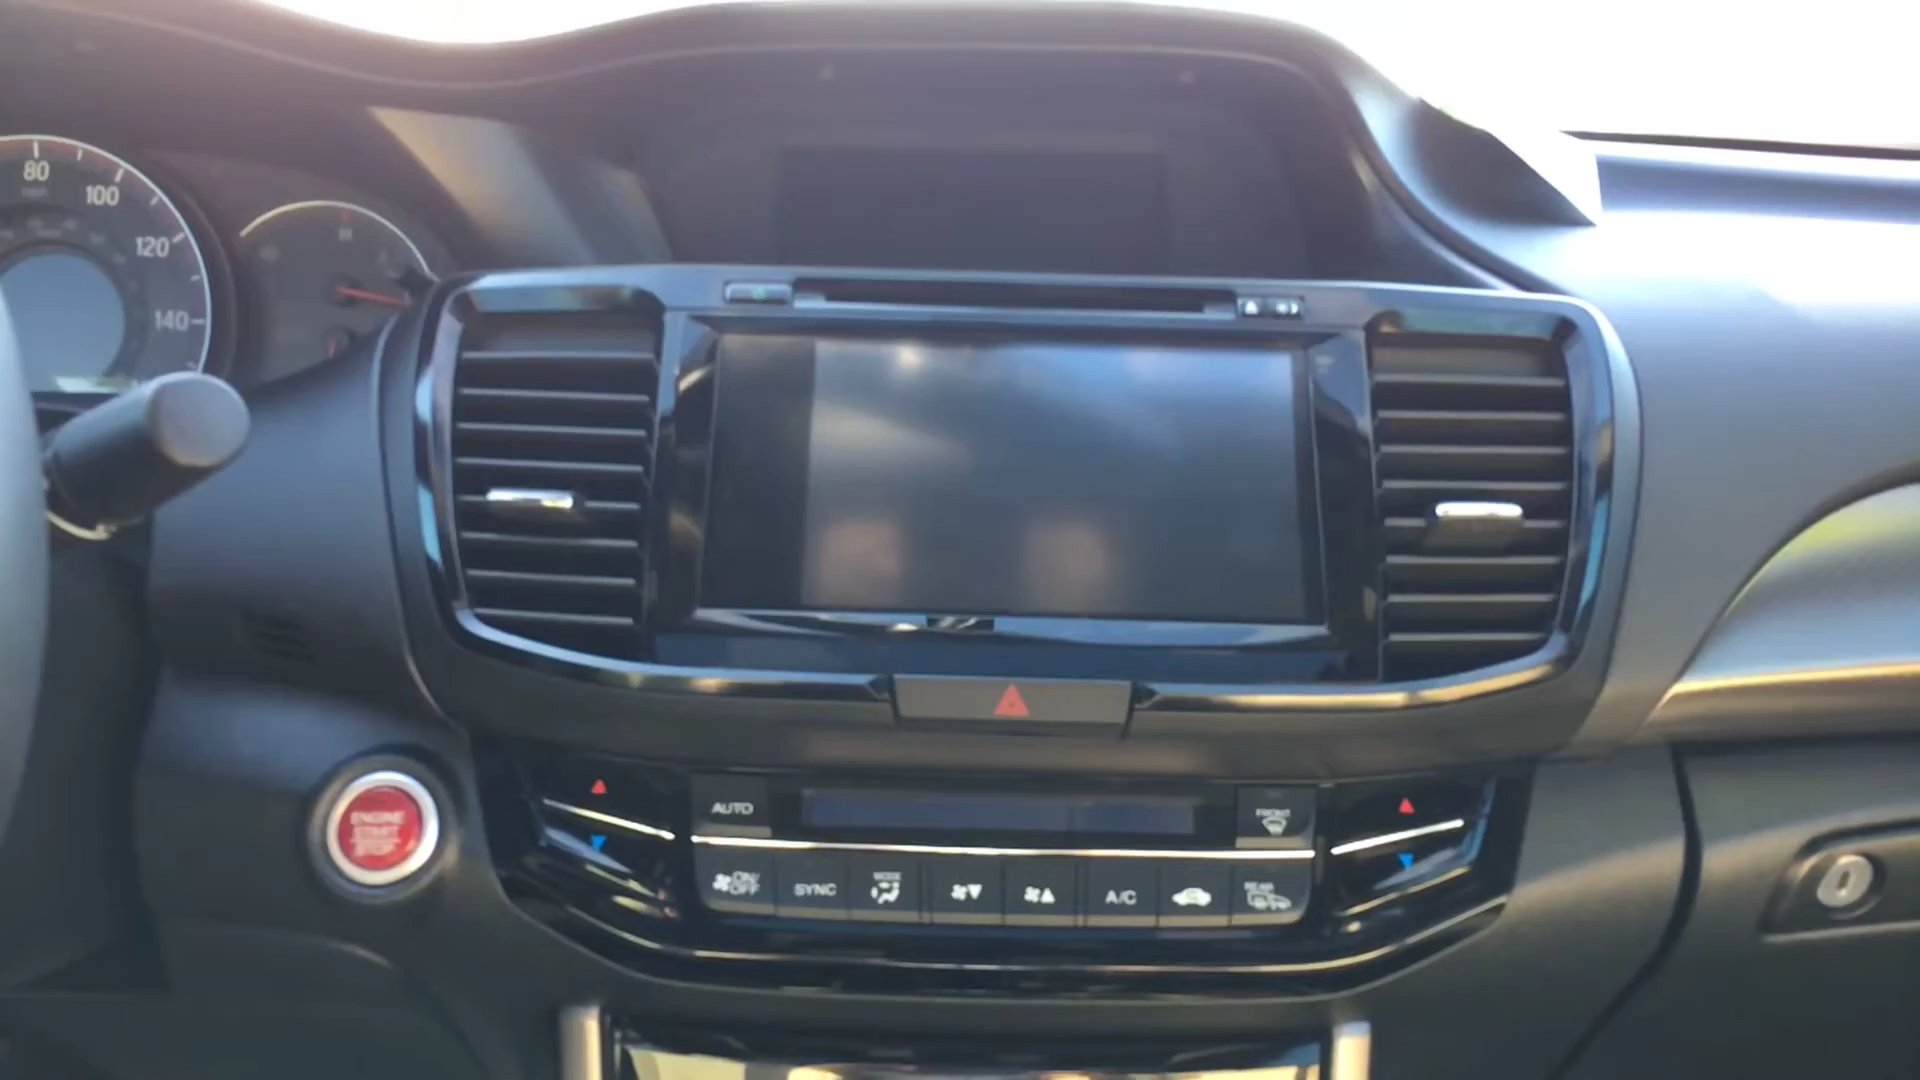 80
100
120
140
ENGINE
START
STOP
AUTO
FRONT
ON/
OFF
SYNC
MODE
A/C
REAR